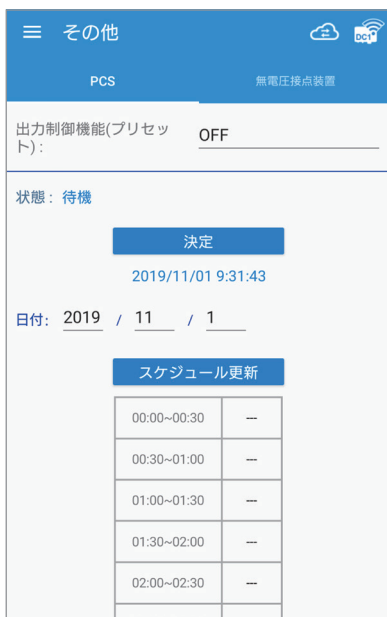 その他
DC1
PCS
無電圧接点装置
出力制御機能(プリセッ
ト) :
OFF
状態 : 待機
決定
2019/11/01 9:31:43
日付: 2019 / 11 / 1
スケジュール更新
00:00~00:30 ---
00:30~01:00 ---
01:00~01:30 ---
01:30~02:00 ---
02:00~02:30 ---